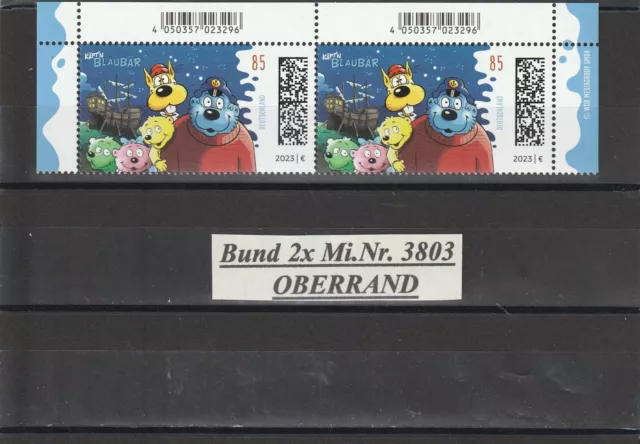 4 050357 023296
4 050357 023296
KÄPT'N
BLAUBÄR
85
DEUTSCHLAND
2023 | €
KÄPT'N
BLAUBÄR
85
DEUTSCHLAND
2023 | €
Bund 2x Mi.Nr. 3803
OBERRAND